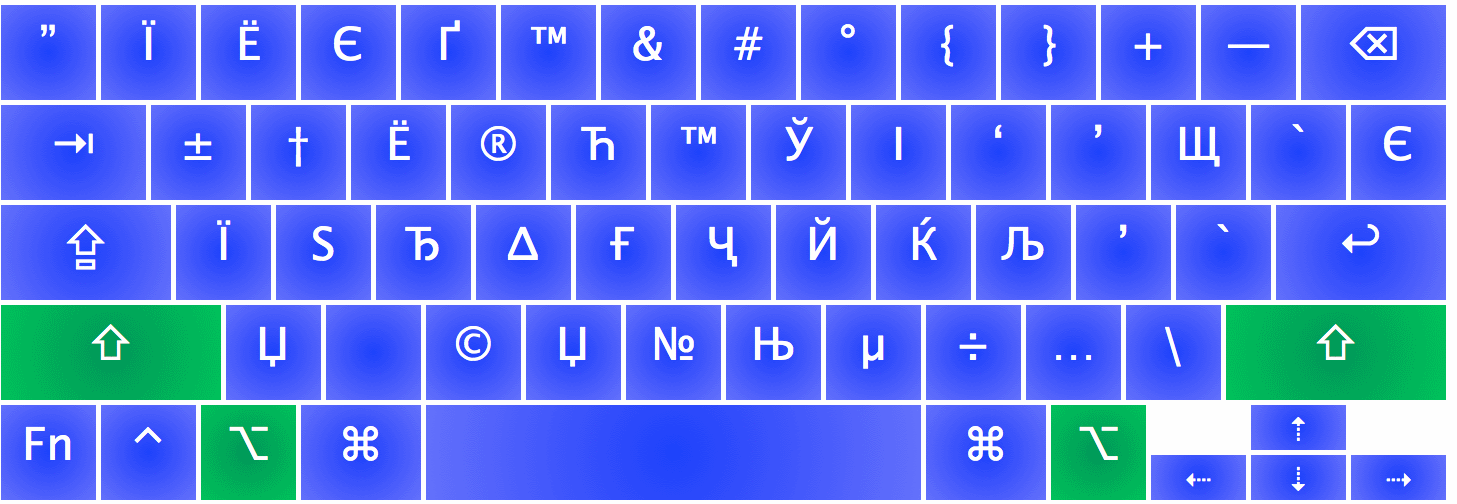 ” Ї Ё Є Ґ ™ & # ° { } + — ⌫
⇥ ± † Ё ® Ћ ™ Ў І ‘ ’ Щ ` Є
⇪ Ї Ѕ Ђ ∆ Ғ Ҷ Й Ќ Љ ’ ` ↩
⇧ Џ © Џ № Њ µ ÷ … \ ⇧
Fn ^ ⌥ ⌘ ⌘ ⌥ ⇡
⇠ ⇣ ⇢